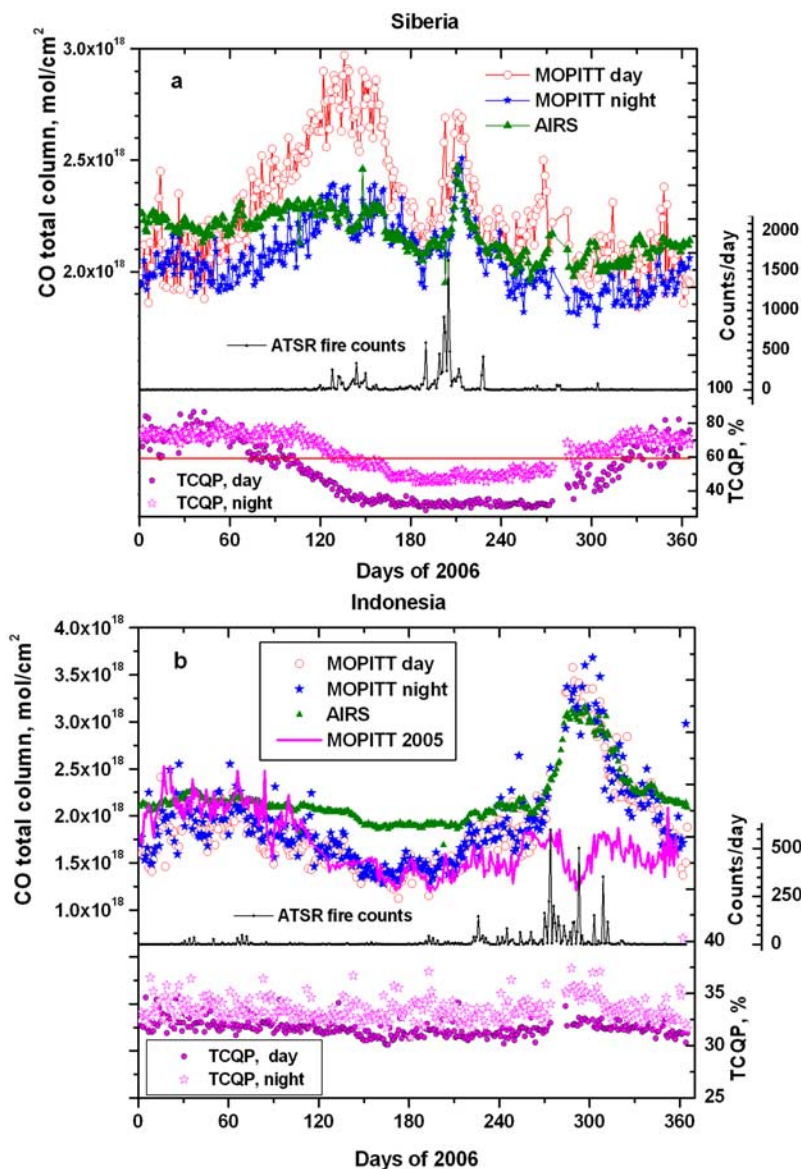 Siberia
a
MOPITT day
MOPITT night
AIRS
CO total column, mol/cm²
3.0x10¹⁸
2.5x10¹⁸
2.0x10¹⁸
ATSR fire counts
Counts/day
2000
1500
1000
500
0
100
80
60
40
TCQP, %
TCQP, day
TCQP, night
0
60
120
180
240
300
360
Days of 2006
Indonesia
b
MOPITT day
MOPITT night
AIRS
MOPITT 2005
CO total column, mol/cm²
4.0x10¹⁸
3.5x10¹⁸
3.0x10¹⁸
2.5x10¹⁸
2.0x10¹⁸
1.5x10¹⁸
1.0x10¹⁸
ATSR fire counts
Counts/day
500
250
0
40
35
30
25
TCQP, %
TCQP, day
TCQP, night
0
60
120
180
240
300
360
Days of 2006